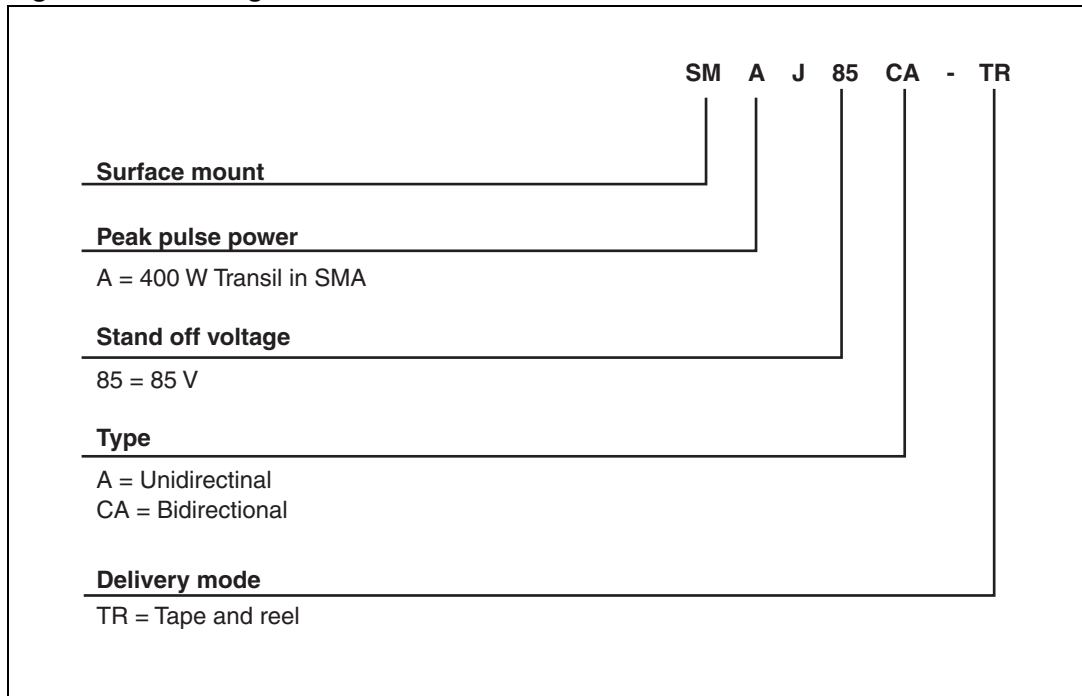 SM A J 85 CA - TR
Surface mount
Peak pulse power
A = 400 W Transil in SMA
Stand off voltage
85 = 85 V
Type
A = Unidirectinal
CA = Bidirectional
Delivery mode
TR = Tape and reel